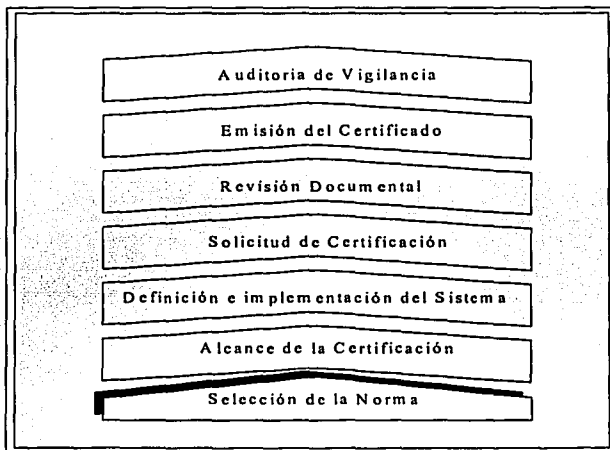 Auditoria de Vigilancia
Emisión del Certificado
Revisión Documental
Solicitud de Certificación
Definición e implementación del Sistema
Alcance de la Certificación
Selección de la Norma